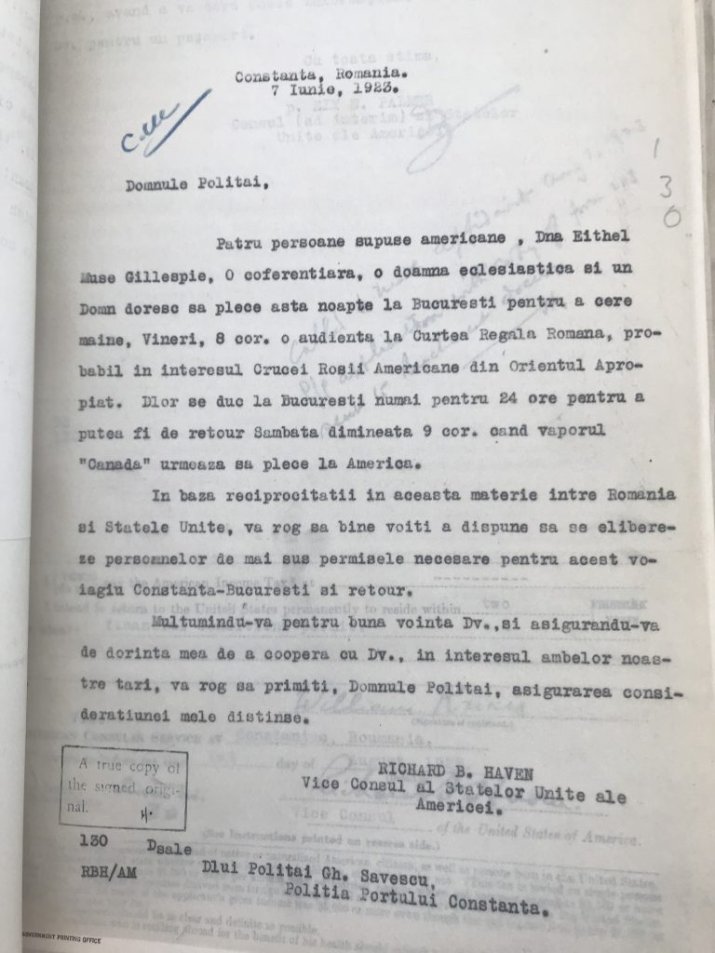 Constanta, Romania.
7 Iunie, 1923.
Domnule Politai,
1
3
0
Patru persoane supuse americane , Dna Eithel
Muse Gillespie, O coferentiara, o doamna eclesiastica si un
Domn doresc sa plece asta noapte la Bucuresti pentru a cere
maine, Vineri, 8 cor. o audienta la Curtea Regala Romana, pro-
babil in interesul Crucei Rosii Americane din Orientul Apro-
piat. Dlor se duc la Bucuresti numai pentru 24 ore pentru a
putea fi de retour Sambata dimineata 9 cor. cand vaporul
"Canada" urmeaza sa plece la America.
In baza reciprocitatii in aceasta materie intre Romania
si Statele Unite, va rog sa bine voiti a dispune sa se elibere-
ze persoanelor de mai sus permisele necesare pentru acest vo-
iagiu Constanta-Bucuresti si retour.
Multumindu-va pentru buna vointa Dv.,si asigurandu-va
de dorinta mea de a coopera cu Dv., in interesul ambelor noas-
tre tari, va rog sa primiti, Domnule Politai, asigurarea consi-
deratiunei mele distinse.
RICHARD B. HAVEN
Vice Consul al Statelor Unite ale
Americei.
A true copy of
the signed origi-
nal.
130 Dsale
RBH/AM
Dlui Politai Gh. Savescu,
Politia Portului Constanta.
GOVERNMENT PRINTING OFFICE